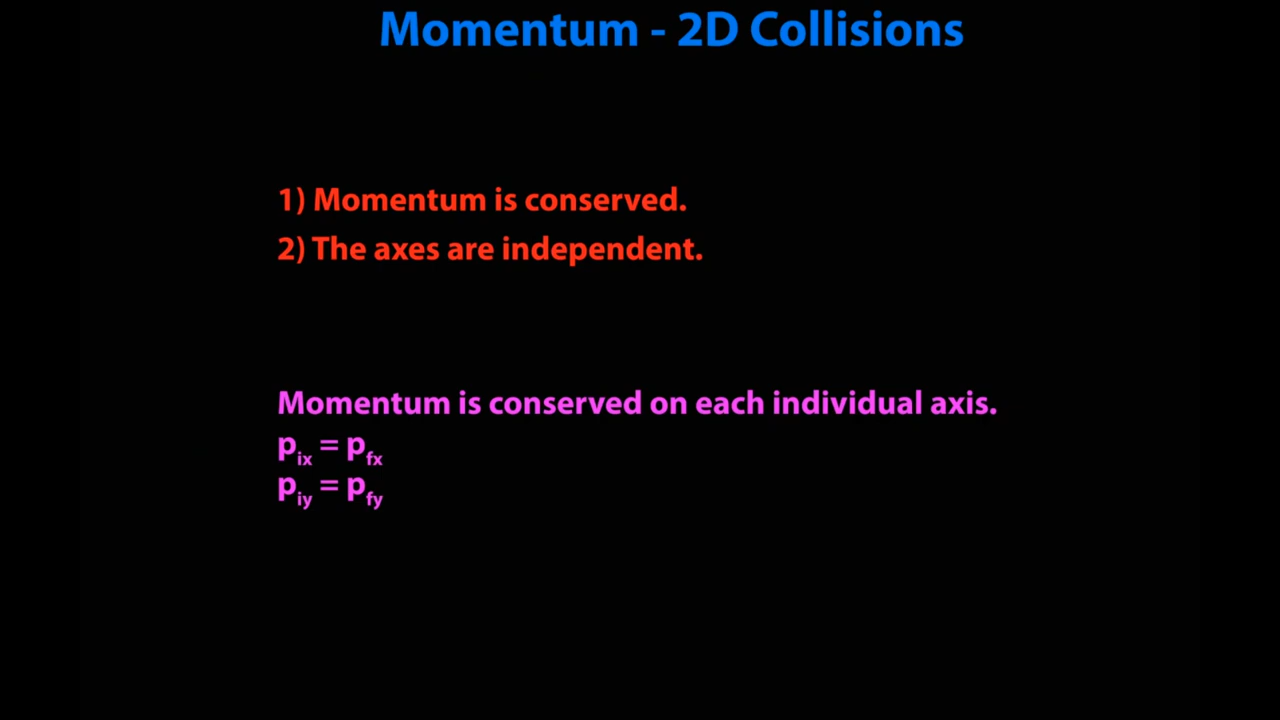 Momentum - 2D Collisions
1) Momentum is conserved.
2) The axes are independent.
Momentum is conserved on each individual axis.
pix = pfx
piy = pfy